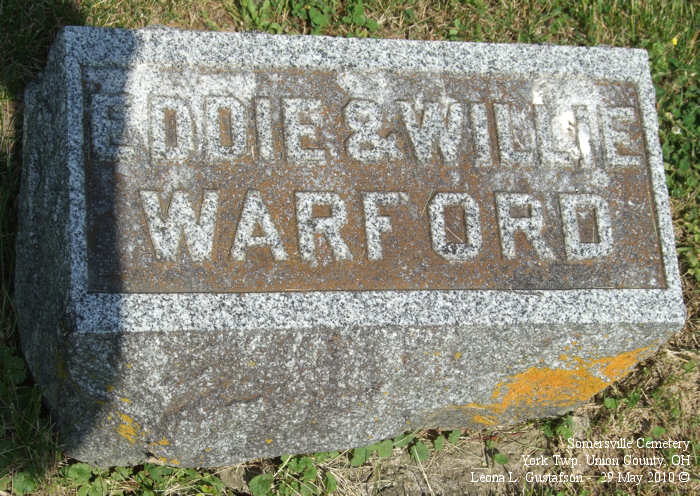 EDDIE & WILLIE
WARFORD
Somersville Cemetery
York Twp. Union County, OH
Leona L. Gustafson - 29 May 2010 ©